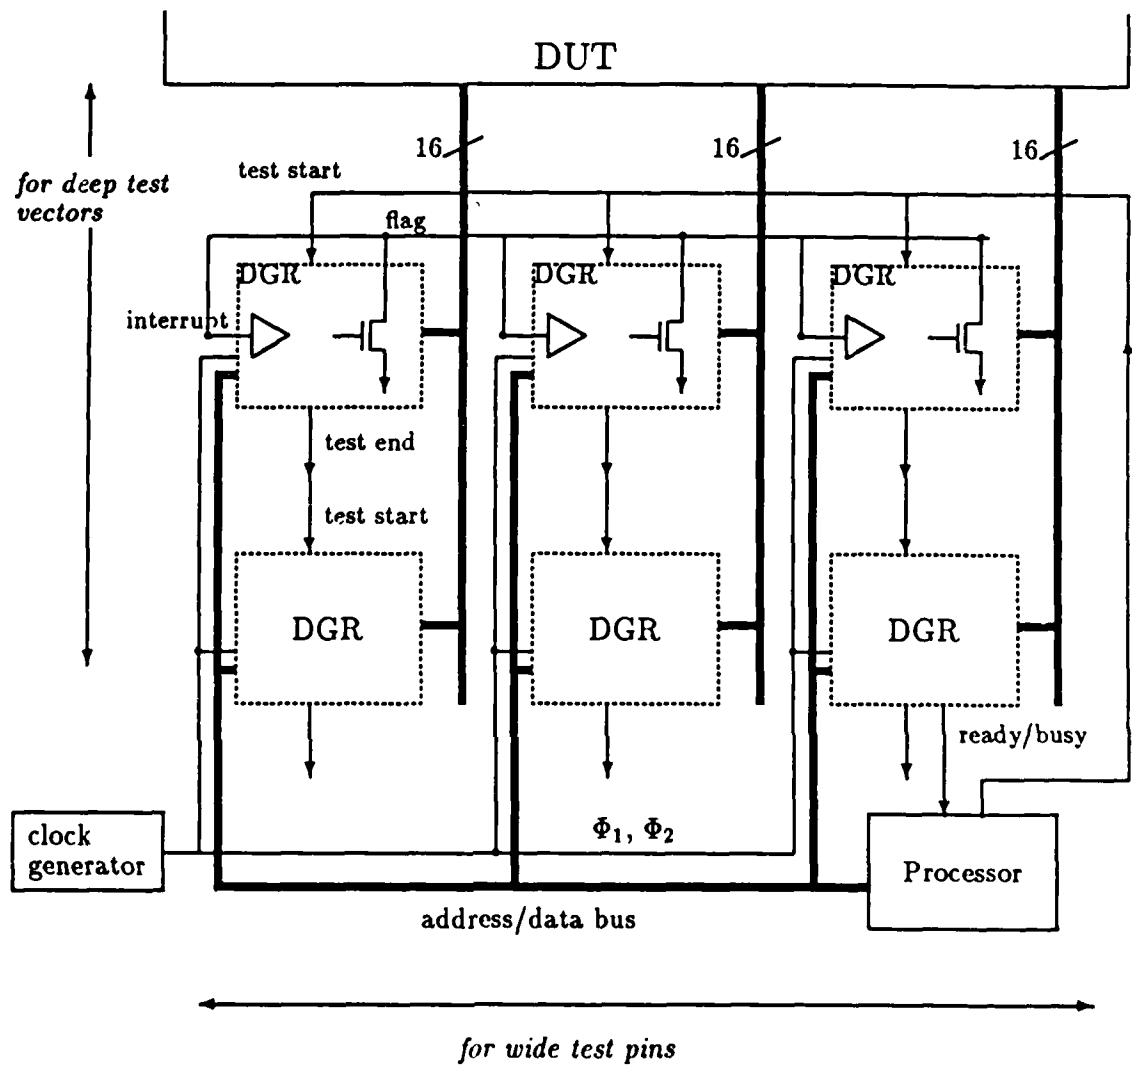 DUT
16
16
16
test start
for deep test
vectors
flag
DGR
DGR
DGR
interrupt
test end
test start
DGR
DGR
DGR
ready/busy
Φ1, Φ2
clock
generator
Processor
address/data bus
for wide test pins